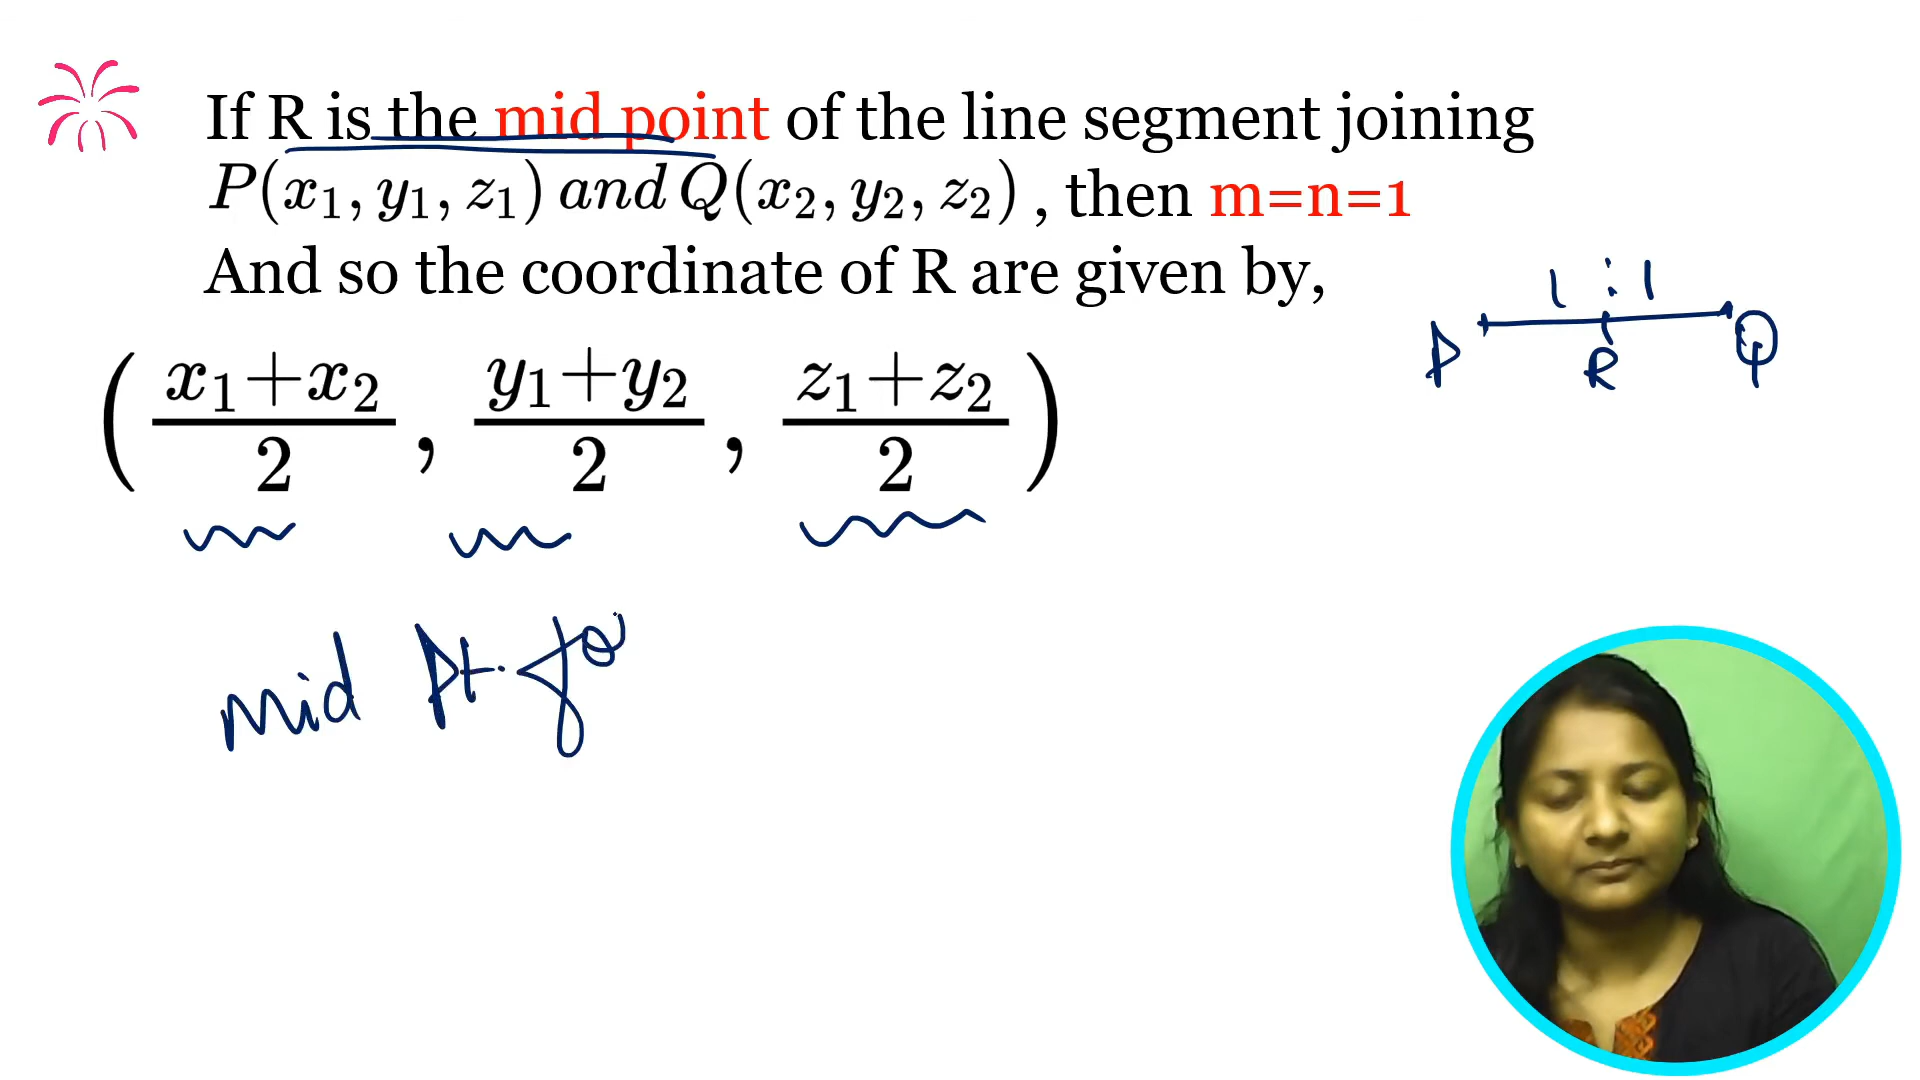 If R is the mid point of the line segment joining
P(x₁, y₁, z₁) and Q(x₂, y₂, z₂) , then m=n=1
And so the coordinate of R are given by,
1 : 1
P R Q
(x₁+x₂/2, y₁+y₂/2, z₁+z₂/2)
mid Pt. fo